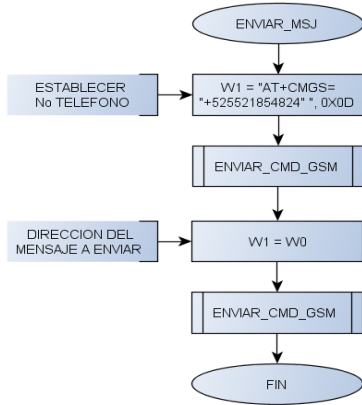 ENVIAR_MSJ
ESTABLECER
No TELEFONO
W1 = "AT+CMGS=
"+525521854824" ", 0X0D
ENVIAR_CMD_GSM
DIRECCION DEL
MENSAJE A ENVIAR
W1 = W0
ENVIAR_CMD_GSM
FIN